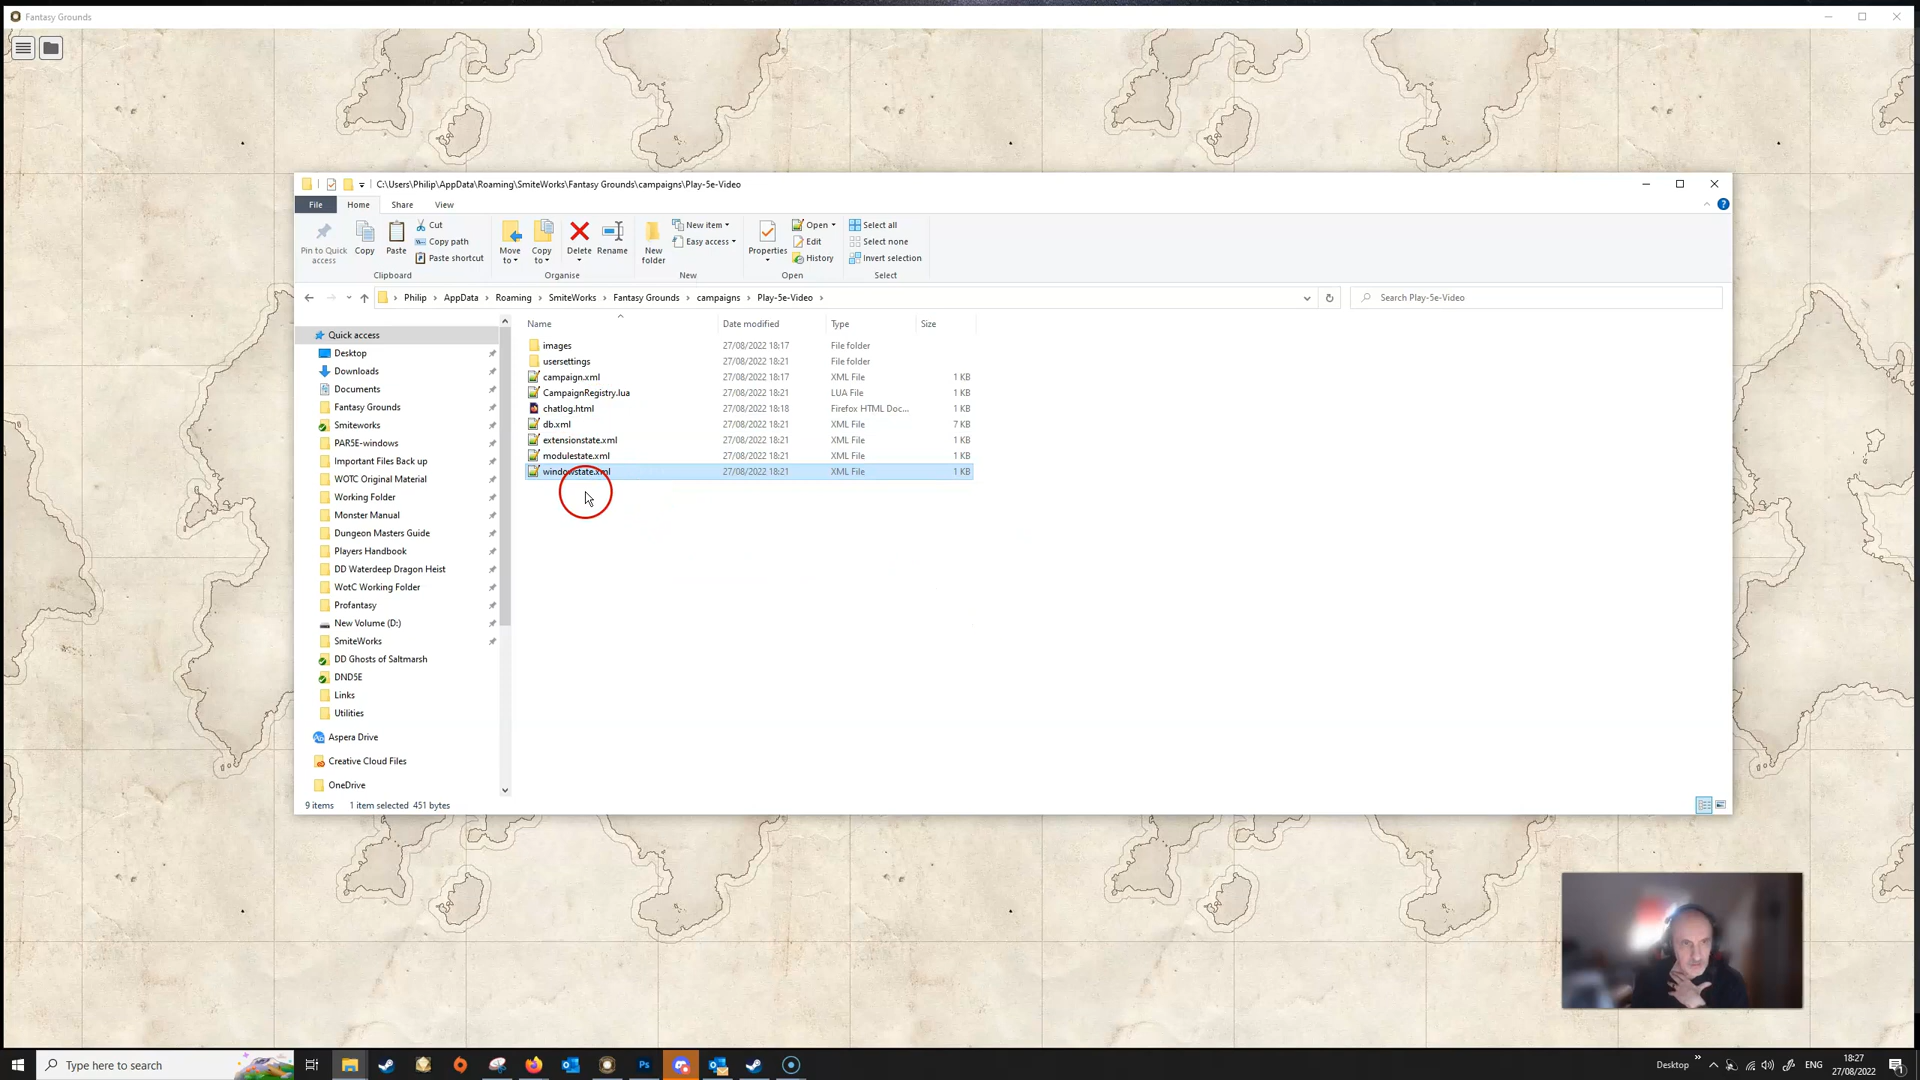 Fantasy Grounds
C:\Users\Philip\AppData\Roaming\SmiteWorks\Fantasy Grounds\campaigns\Play-5e-Video
File Home Share View
Pin to Quick access
Copy
Paste
Cut
Copy path
Paste shortcut
Clipboard
Move to
Copy to
Delete
Rename
Organise
New folder
New item
Easy access
New
Properties
Open
Edit
History
Open
Select all
Select none
Invert selection
Select
Philip > AppData > Roaming > SmiteWorks > Fantasy Grounds > campaigns > Play-5e-Video >
Search Play-5e-Video
Name Date modified Type Size
images 27/08/2022 18:17 File folder
usersettings 27/08/2022 18:21 File folder
campaign.xml 27/08/2022 18:17 XML File 1 KB
CampaignRegistry.lua 27/08/2022 18:21 LUA File 1 KB
chatlog.html 27/08/2022 18:18 Firefox HTML Doc... 1 KB
db.xml 27/08/2022 18:21 XML File 7 KB
extensionstate.xml 27/08/2022 18:21 XML File 1 KB
modulestate.xml 27/08/2022 18:21 XML File 1 KB
windowstate.xml 27/08/2022 18:21 XML File 1 KB
Quick access
Desktop
Downloads
Documents
Fantasy Grounds
Smiteworks
PAR5E-windows
Important Files Back up
WOTC Original Material
Working Folder
Monster Manual
Dungeon Masters Guide
Players Handbook
DD Waterdeep Dragon Heist
WotC Working Folder
Profantasy
New Volume (D:)
SmiteWorks
DD Ghosts of Saltmarsh
DND5E
Links
Utilities
Aspera Drive
Creative Cloud Files
OneDrive
9 items 1 item selected 451 bytes
Type here to search
Ps
Desktop
ENG
18:27
27/08/2022